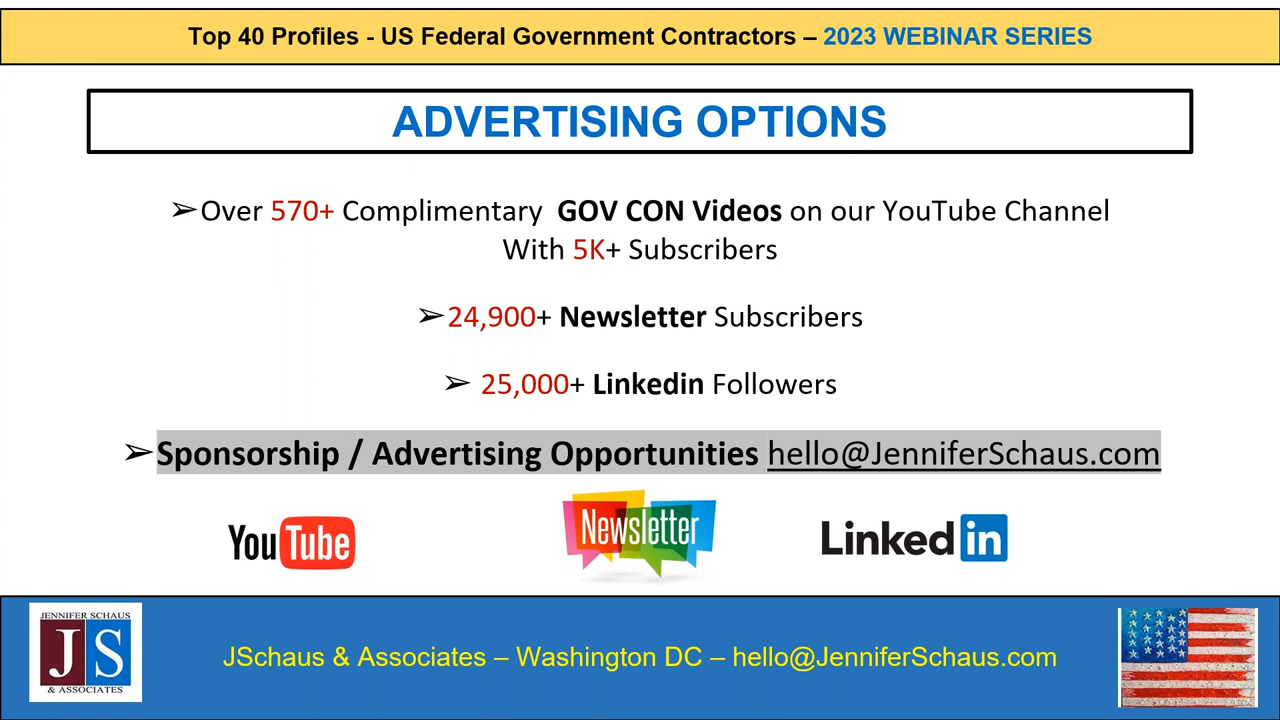 Top 40 Profiles - US Federal Government Contractors – 2023 WEBINAR SERIES
ADVERTISING OPTIONS
➢Over 570+ Complimentary GOV CON Videos on our YouTube Channel
With 5K+ Subscribers
➢24,900+ Newsletter Subscribers
➢ 25,000+ Linkedin Followers
➢Sponsorship / Advertising Opportunities hello@JenniferSchaus.com
YouTube
Newsletter
Linkedin
JENNIFER SCHAUS
JS
& ASSOCIATES
JSchaus & Associates – Washington DC – hello@JenniferSchaus.com